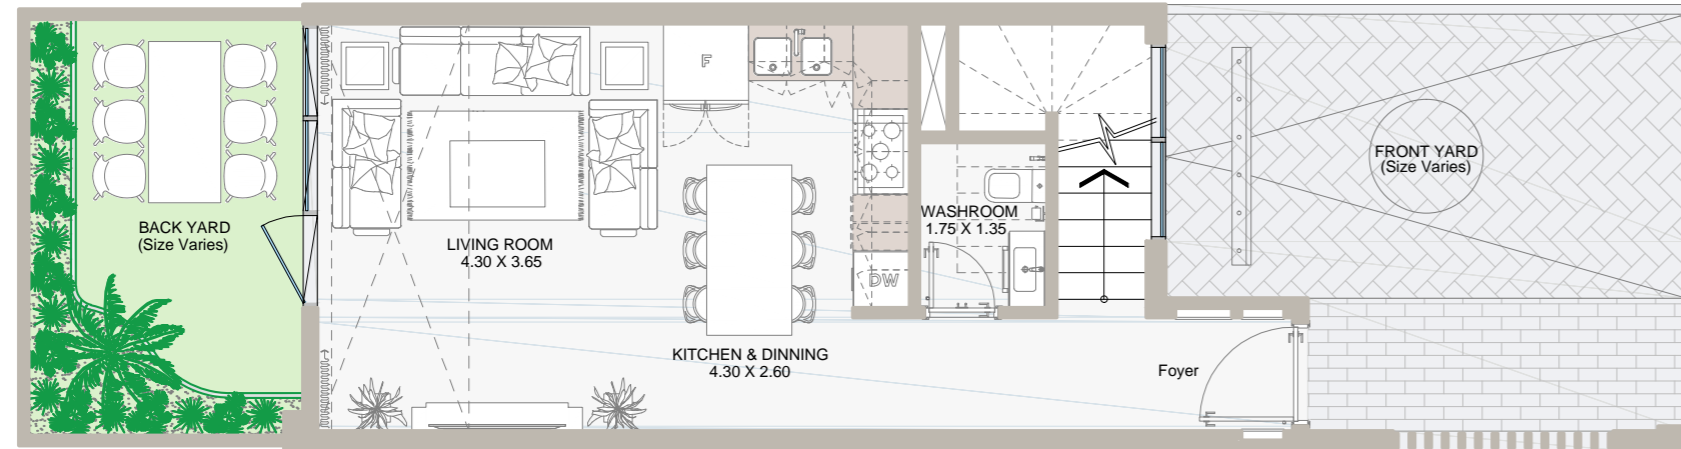 F
FRONT YARD
(Size Varies)
WASHROOM
1.75 X 1.35
BACK YARD
(Size Varies)
LIVING ROOM
4.30 X 3.65
DW
KITCHEN & DINNING
4.30 X 2.60
Foyer